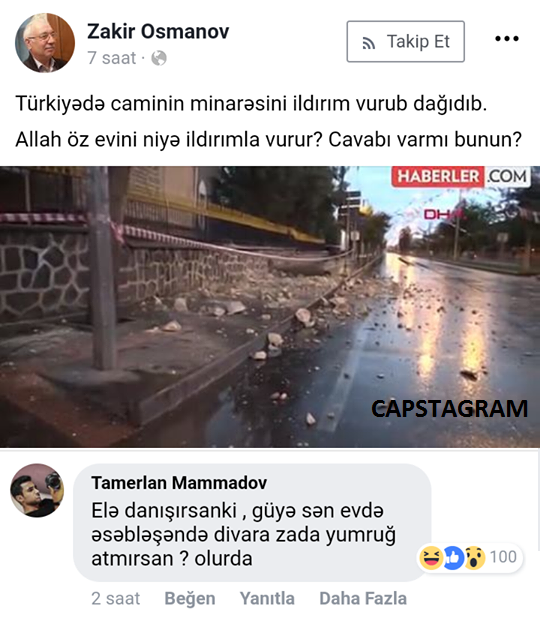 Zakir Osmanov
7 saat
Takip Et
Türkiyədə caminin minarəsini ildırım vurub dağıdıb.
Allah öz evini niyə ildırımla vurur? Cavabı varmı bunun?
HABERLER.COM
DHA
CAPSTAGRAM
Tamerlan Mammadov
Elə danışırsanki , güyə sən evdə
əsəbləşəndə divara zada yumruğ
atmırsan ? olurda
100
2 saat Beğen Yanıtla Daha Fazla